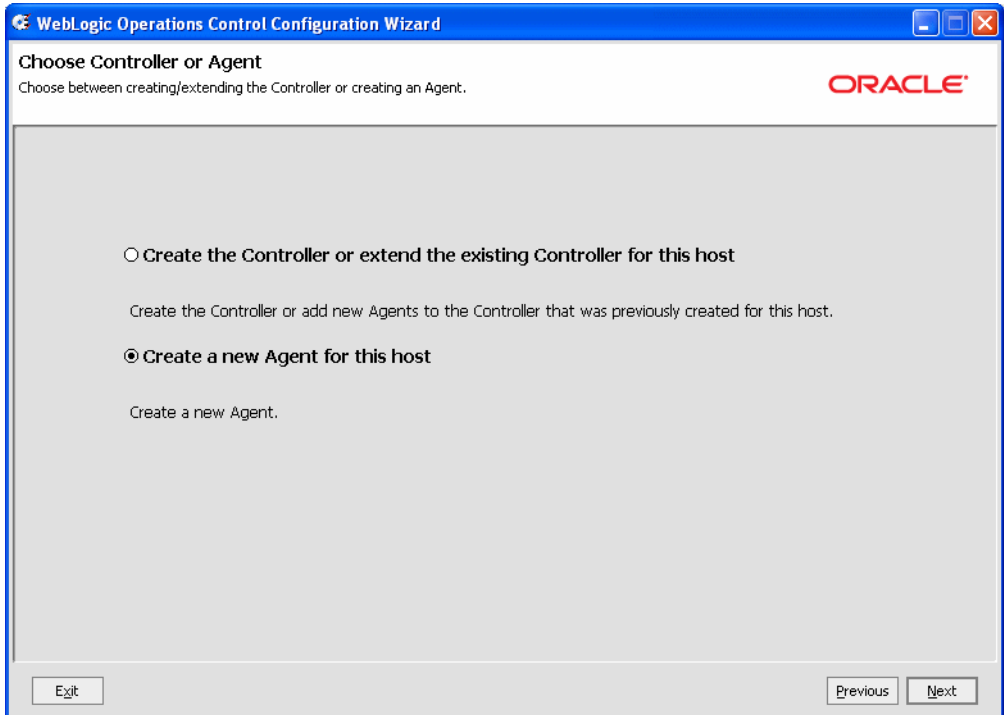 WebLogic Operations Control Configuration Wizard
Choose Controller or Agent
Choose between creating/extending the Controller or creating an Agent.
ORACLE
Create the Controller or extend the existing Controller for this host
Create the Controller or add new Agents to the Controller that was previously created for this host.
Create a new Agent for this host
Create a new Agent.
Exit
Previous
Next